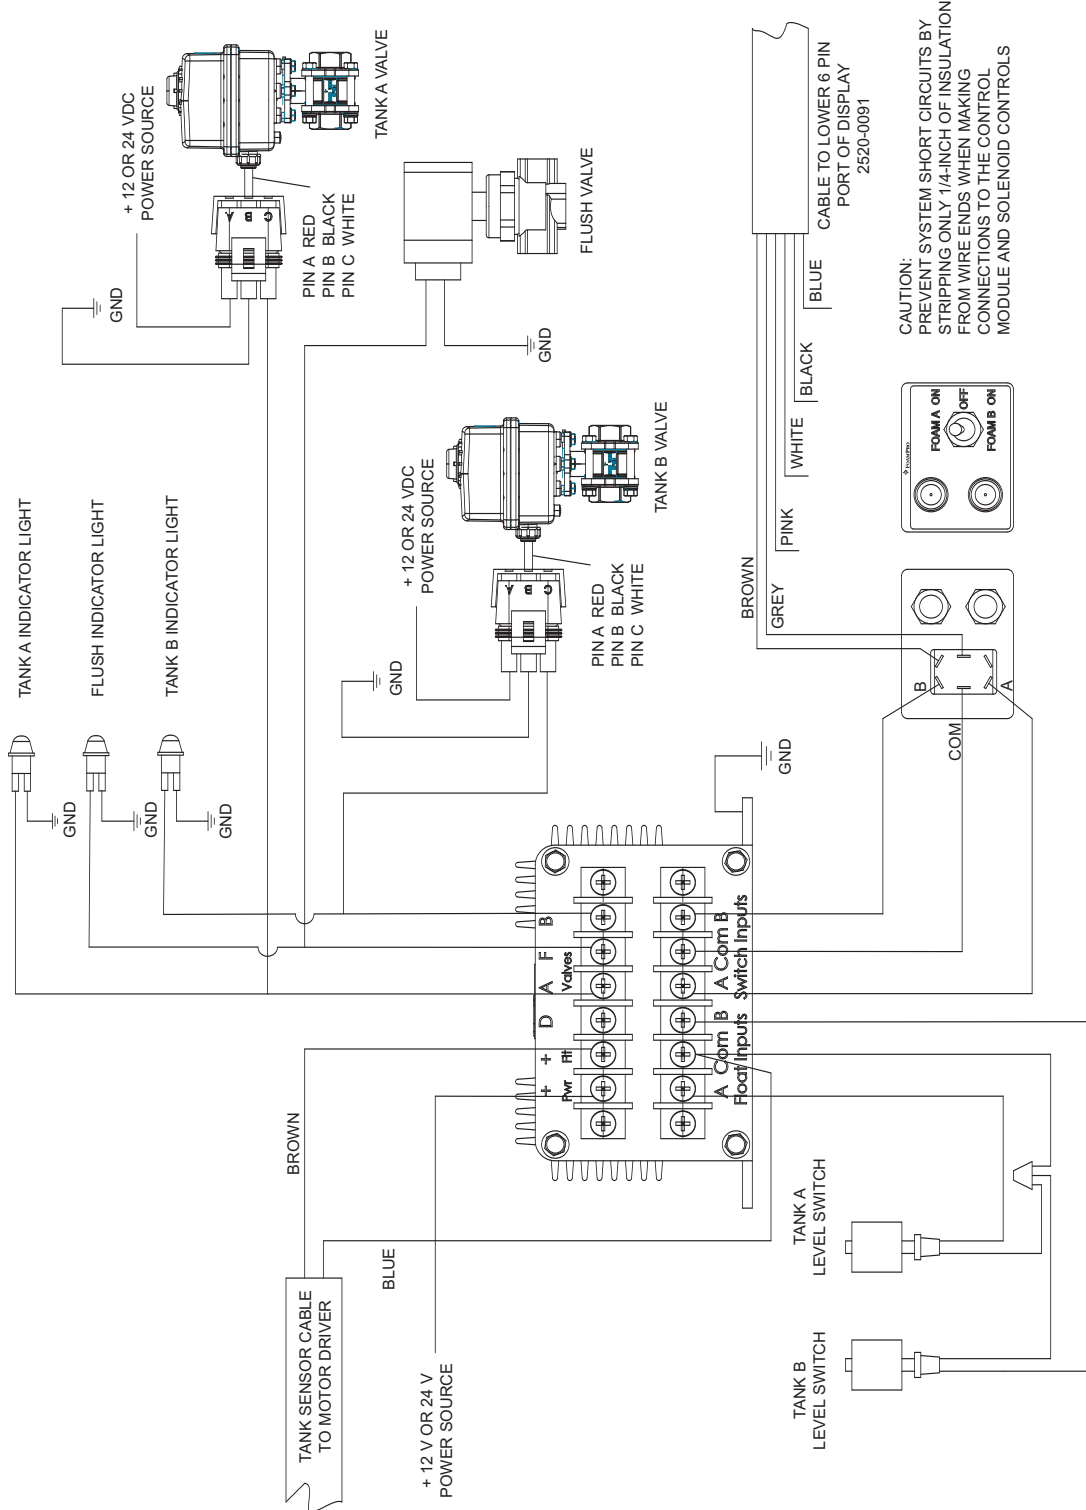 TANK A INDICATOR LIGHT
FLUSH INDICATOR LIGHT
TANK B INDICATOR LIGHT
GND
GND
GND
+ 12 OR 24 VDC
POWER SOURCE
GND
A
B
C
PIN A RED
PIN B BLACK
PIN C WHITE
TANK A VALVE
FLUSH VALVE
GND
+ 12 OR 24 VDC
POWER SOURCE
GND
A
B
C
PIN A RED
PIN B BLACK
PIN C WHITE
TANK B VALVE
TANK SENSOR CABLE
TO MOTOR DRIVER
BROWN
BLUE
+ 12 V OR 24 V
POWER SOURCE
+ + D A F B
Pwr Flt Valves
A Com B A Com B
Float Inputs Switch Inputs
GND
CABLE TO LOWER 6 PIN
PORT OF DISPLAY
2520-0091
BROWN
GREY
PINK
WHITE
BLACK
BLUE
B
COM
A
FOAMPRO
FOAM A ON
OFF
FOAM B ON
CAUTION:
PREVENT SYSTEM SHORT CIRCUITS BY
STRIPPING ONLY 1/4-INCH OF INSULATION
FROM WIRE ENDS WHEN MAKING
CONNECTIONS TO THE CONTROL
MODULE AND SOLENOID CONTROLS
TANK A
LEVEL SWITCH
TANK B
LEVEL SWITCH